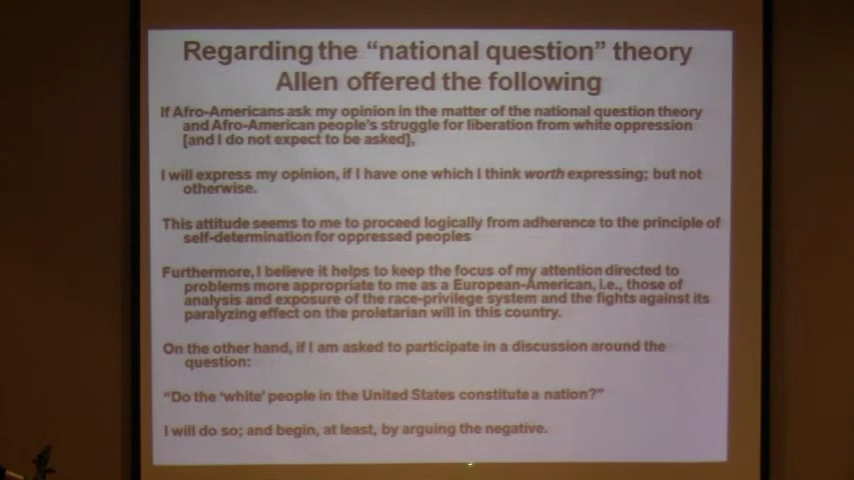 Regarding the “national question” theory
Allen offered the following
If Afro-Americans ask my opinion in the matter of the national question theory
and Afro-American people's struggle for liberation from white oppression
[and I do not expect to be asked],
I will express my opinion, if I have one which I think worth expressing; but not
otherwise.
This attitude seems to me to proceed logically from adherence to the principle of
self-determination for oppressed peoples
Furthermore, I believe it helps to keep the focus of my attention directed to
problems more appropriate to me as a European-American, i.e., those of
analysis and exposure of the race-privilege system and the fights against its
paralyzing effect on the proletarian will in this country.
On the other hand, if I am asked to participate in a discussion around the
question:
“Do the ‘white’ people in the United States constitute a nation?”
I will do so; and begin, at least, by arguing the negative.